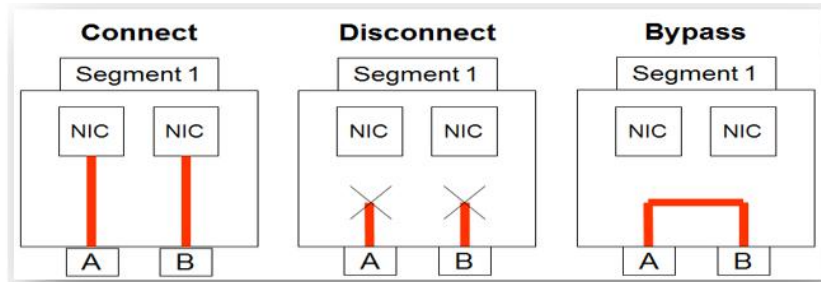 Connect
Segment 1
NIC NIC
A B
Disconnect
Segment 1
NIC NIC
A B
Bypass
Segment 1
NIC NIC
A B